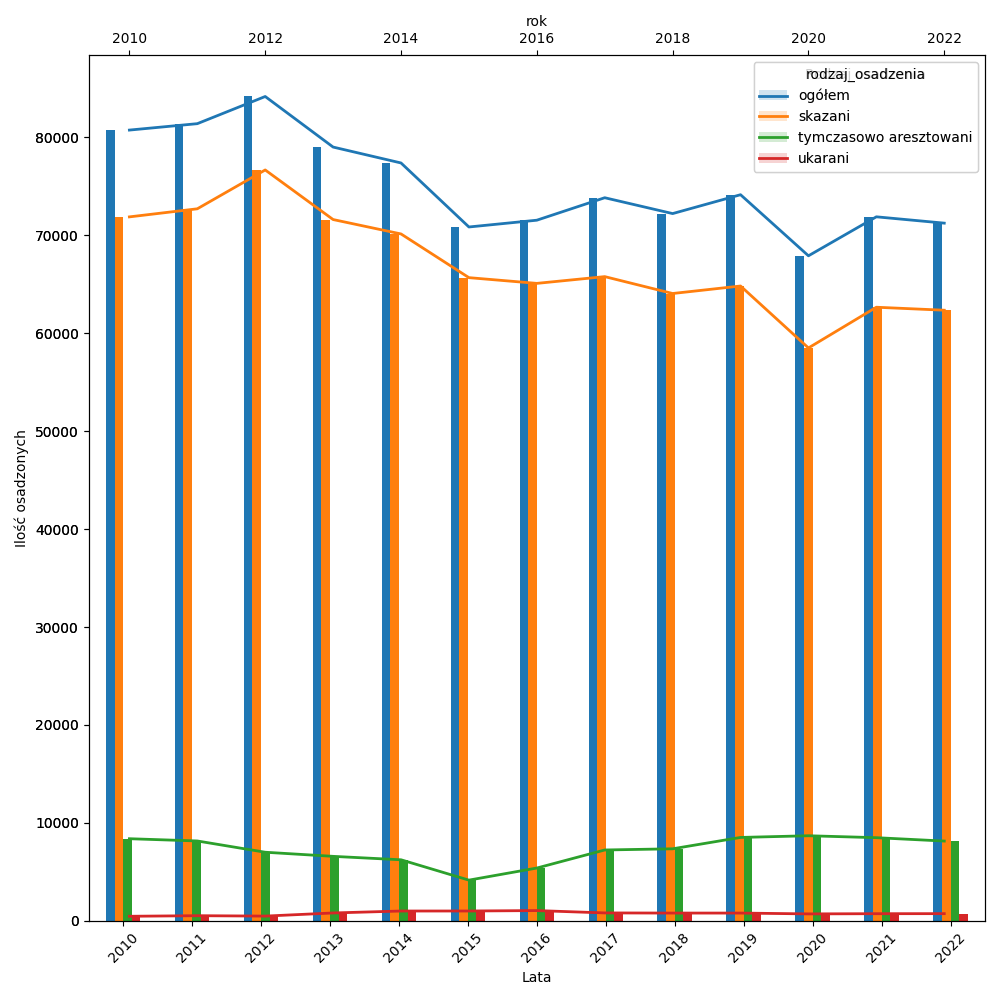 rok
2010 2012 2014 2016 2018 2020 2022
rodzaj_osadzenia
ogółem
skazani
tymczasowo aresztowani
ukarani
80000
70000
60000
50000
40000
30000
20000
10000
0
Ilość osadzonych
2010 2011 2012 2013 2014 2015 2016 2017 2018 2019 2020 2021 2022
Lata